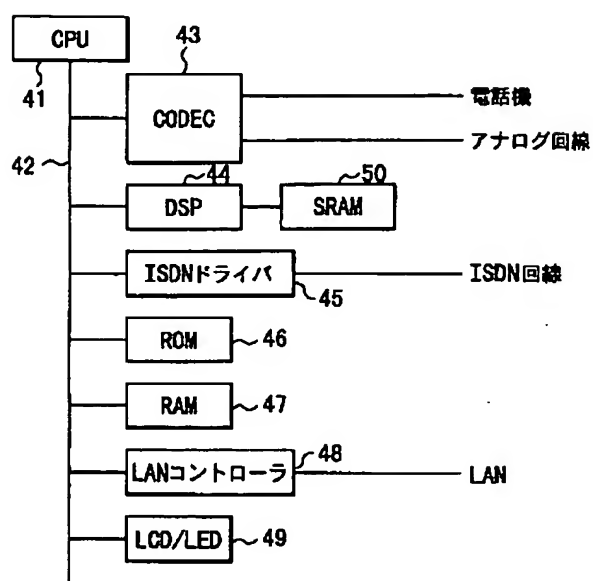 CPU
41
42
43
CODEC
電話機
アナログ回線
44
DSP
50
SRAM
ISDNドライバ
45
ISDN回線
ROM
46
RAM
47
LANコントローラ
48
LAN
LCD/LED
49